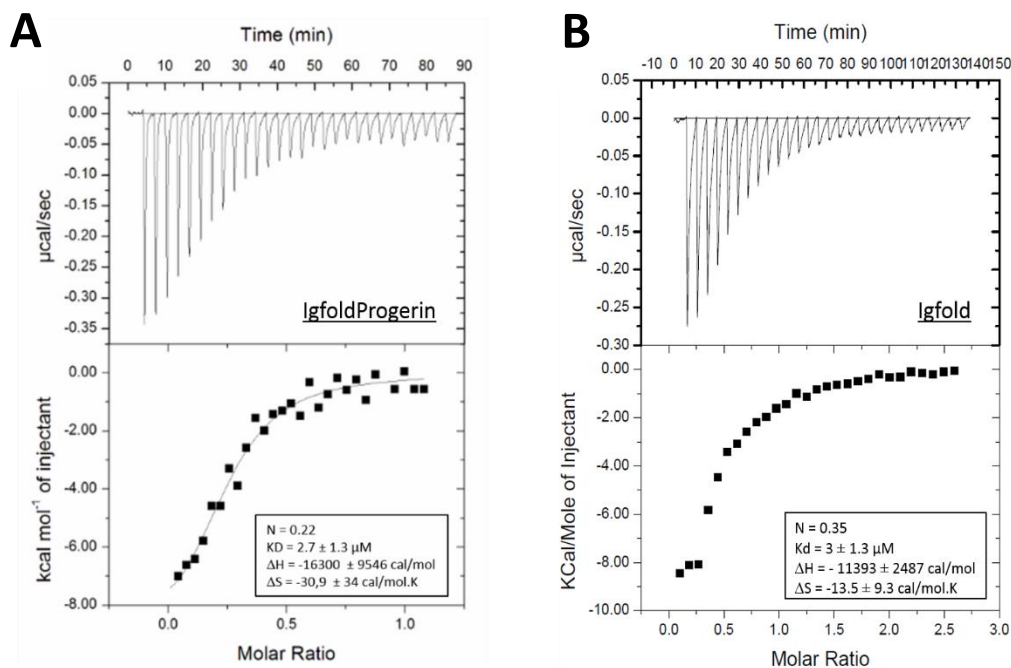 A
Time (min)
0 10 20 30 40 50 60 70 80 90
0.05
0.00
-0.05
-0.10
-0.15
-0.20
-0.25
-0.30
-0.35
µcal/sec
IgfoldProgerin
0.00
-2.00
-4.00
-6.00
-8.00
kcal mol⁻¹ of injectant
N = 0.22
KD = 2.7 ± 1.3 µM
ΔH = -16300 ± 9546 cal/mol
ΔS = -30,9 ± 34 cal/mol.K
0.0 0.5 1.0
Molar Ratio
B
Time (min)
-10 0 10 20 30 40 50 60 70 80 90 100 110 120 130 140 150
0.05
0.00
-0.05
-0.10
-0.15
-0.20
-0.25
-0.30
µcal/sec
Igfold
0.00
-2.00
-4.00
-6.00
-8.00
-10.00
KCal/Mole of Injectant
N = 0.35
Kd = 3 ± 1.3 µM
ΔH = - 11393 ± 2487 cal/mol
ΔS = -13.5 ± 9.3 cal/mol.K
0.0 0.5 1.0 1.5 2.0 2.5 3.0
Molar Ratio